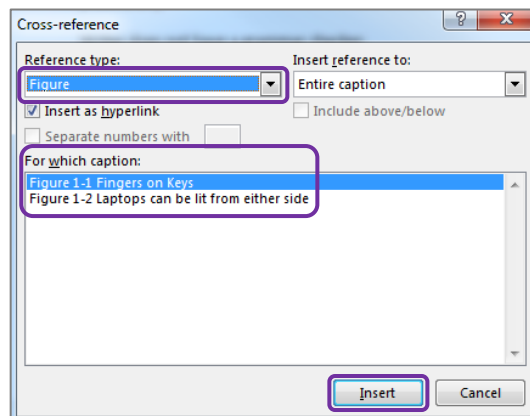 Cross-reference
Reference type:
Insert reference to:
Figure
Entire caption
Insert as hyperlink
Include above/below
Separate numbers with
For which caption:
Figure 1-1 Fingers on Keys
Figure 1-2 Laptops can be lit from either side
Insert
Cancel